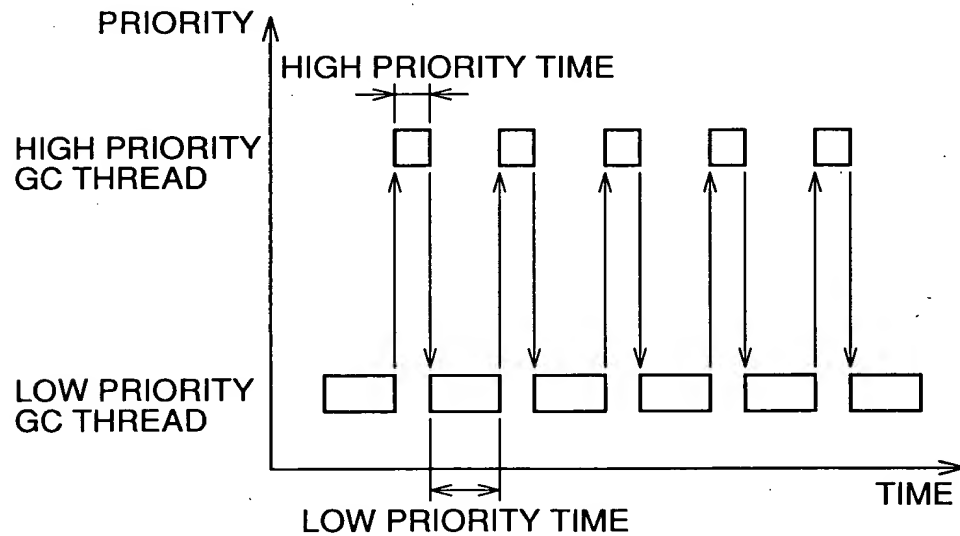 PRIORITY
HIGH PRIORITY TIME
HIGH PRIORITY
GC THREAD
LOW PRIORITY
GC THREAD
TIME
LOW PRIORITY TIME